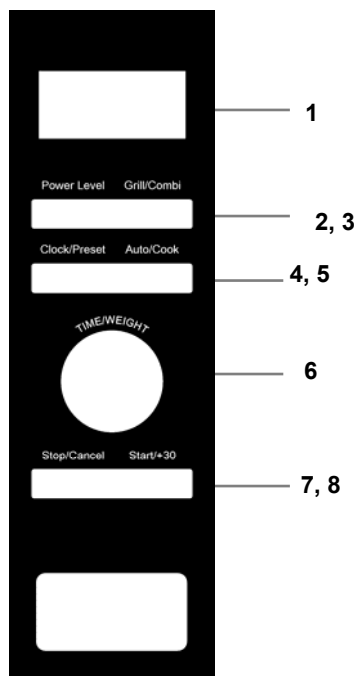 1
Power Level Grill/Combi
2, 3
Clock/Preset Auto/Cook
4, 5
TIME/WEIGHT
6
Stop/Cancel Start/+30
7, 8